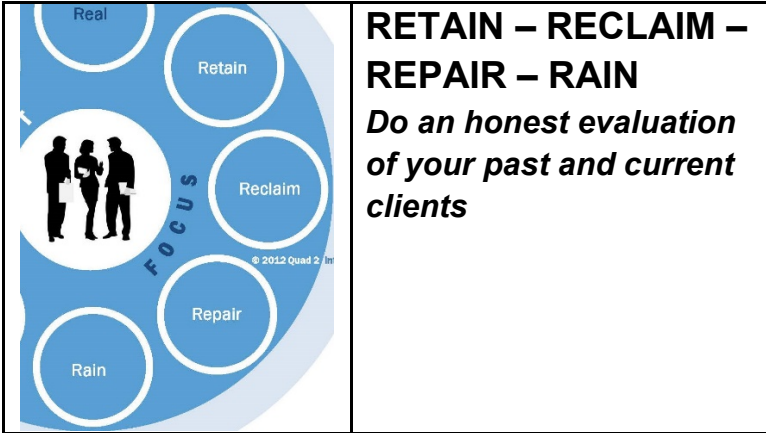 Real
Retain
Reclaim
FOCUS
© 2012 Quad 2
Repair
Rain
RETAIN – RECLAIM –
REPAIR – RAIN
Do an honest evaluation
of your past and current
clients